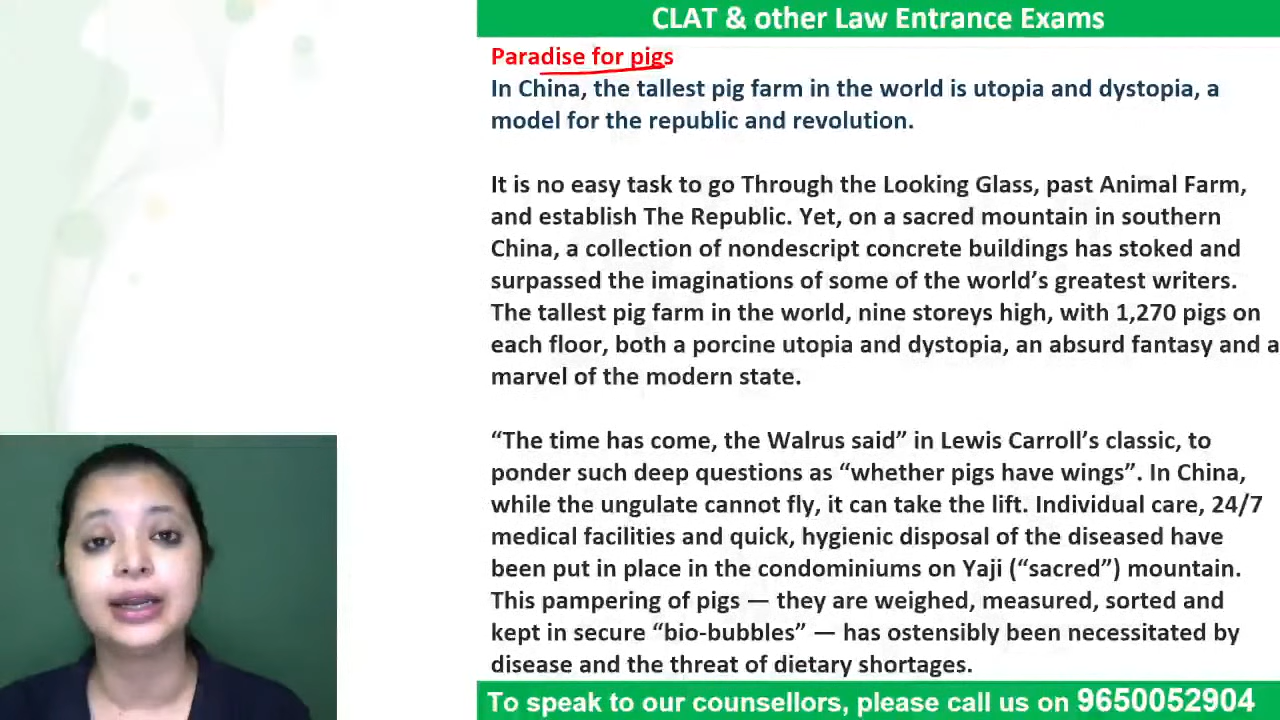 CLAT & other Law Entrance Exams
Paradise for pigs
In China, the tallest pig farm in the world is utopia and dystopia, a
model for the republic and revolution.
It is no easy task to go Through the Looking Glass, past Animal Farm,
and establish The Republic. Yet, on a sacred mountain in southern
China, a collection of nondescript concrete buildings has stoked and
surpassed the imaginations of some of the world’s greatest writers.
The tallest pig farm in the world, nine storeys high, with 1,270 pigs on
each floor, both a porcine utopia and dystopia, an absurd fantasy and a
marvel of the modern state.
“The time has come, the Walrus said” in Lewis Carroll’s classic, to
ponder such deep questions as “whether pigs have wings”. In China,
while the ungulate cannot fly, it can take the lift. Individual care, 24/7
medical facilities and quick, hygienic disposal of the diseased have
been put in place in the condominiums on Yaji (“sacred”) mountain.
This pampering of pigs — they are weighed, measured, sorted and
kept in secure “bio-bubbles” — has ostensibly been necessitated by
disease and the threat of dietary shortages.
To speak to our counsellors, please call us on 9650052904